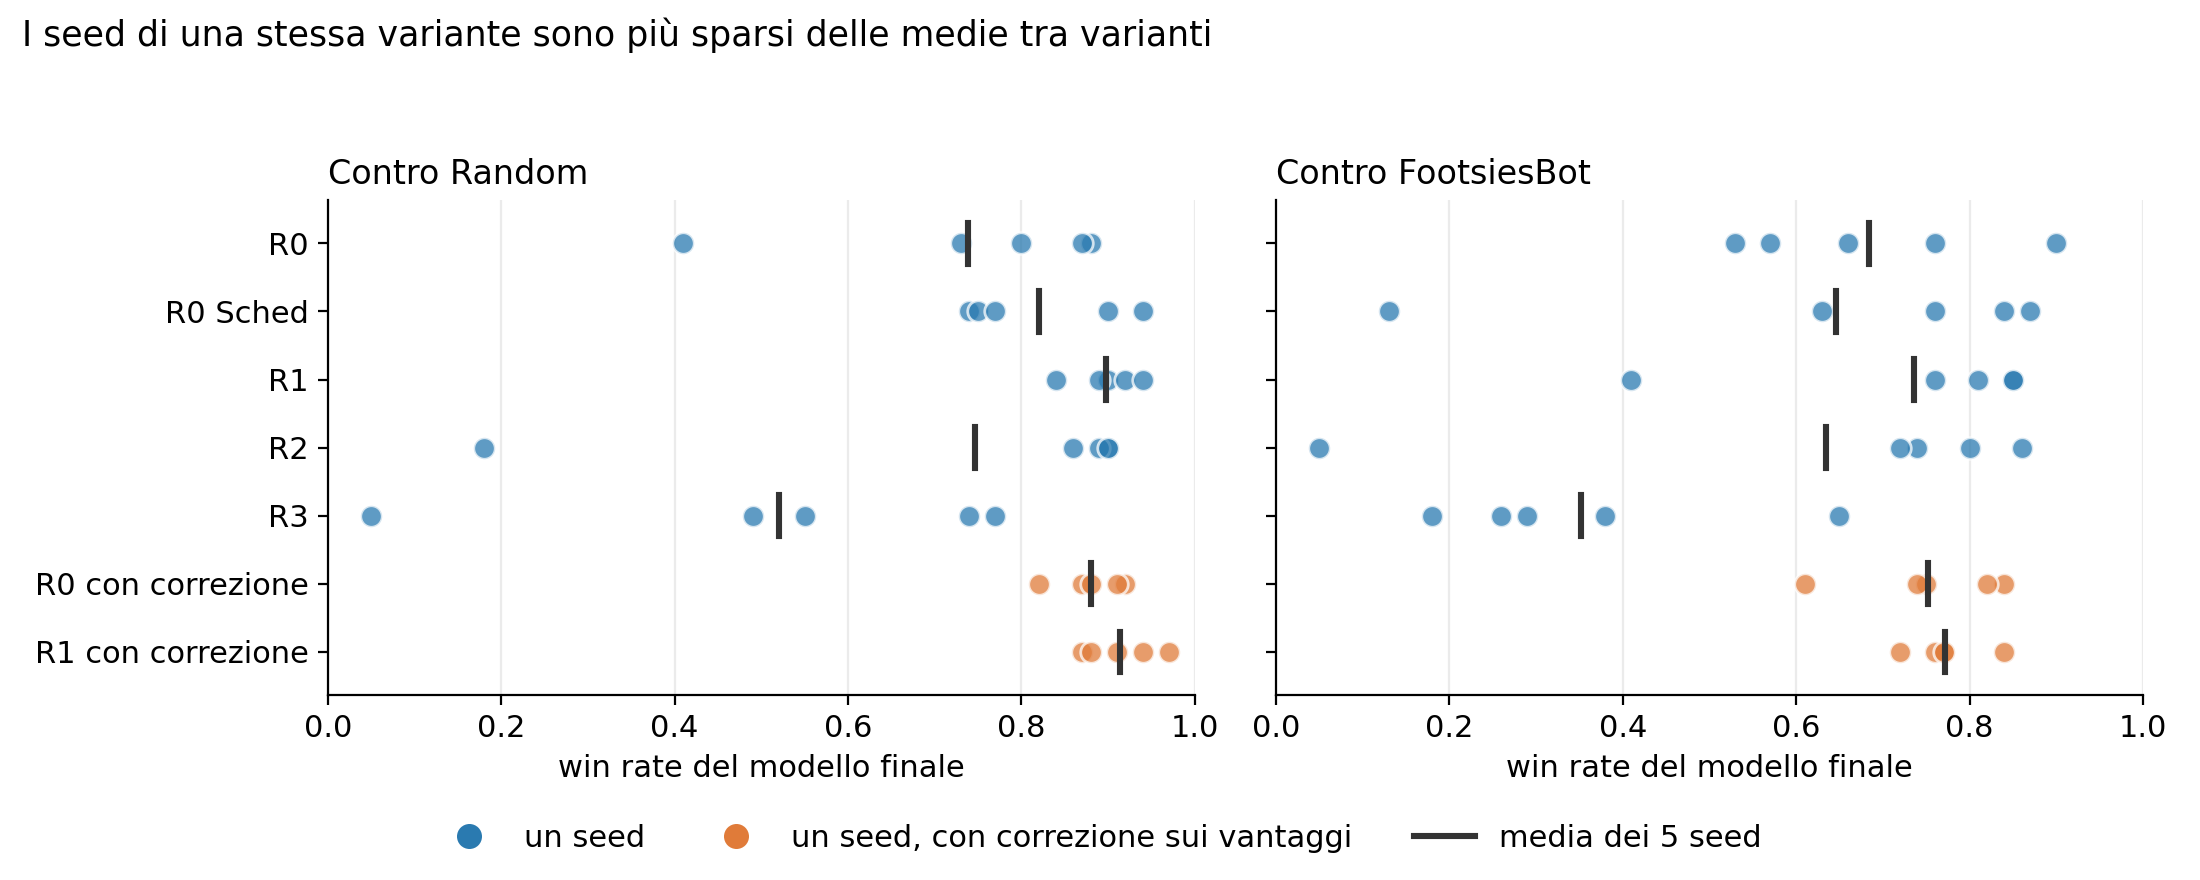 I seed di una stessa variante sono più sparsi delle medie tra varianti
Contro Random
Contro FootsiesBot
R0
R0 Sched
R1
R2
R3
R0 con correzione
R1 con correzione
0.0 0.2 0.4 0.6 0.8 1.0
0.0 0.2 0.4 0.6 0.8 1.0
win rate del modello finale
win rate del modello finale
un seed
un seed, con correzione sui vantaggi
media dei 5 seed